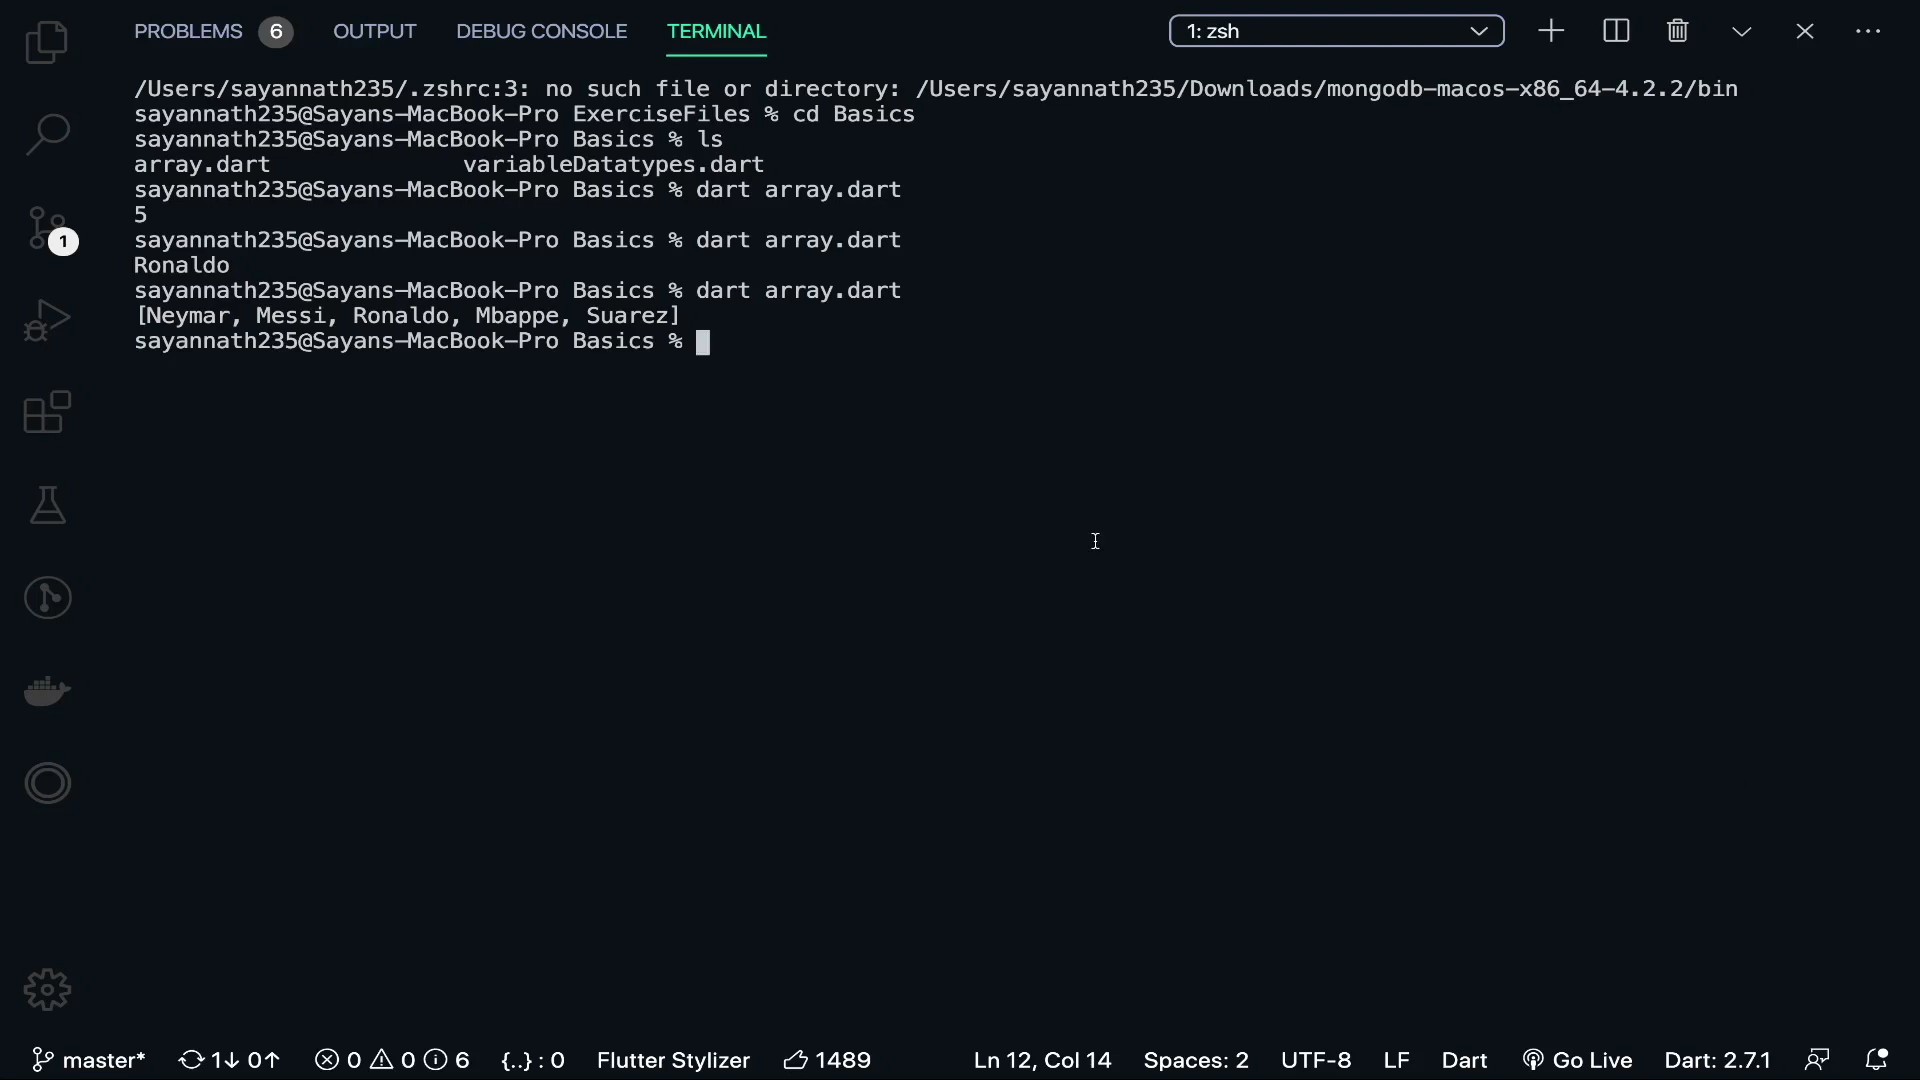 PROBLEMS 6 OUTPUT DEBUG CONSOLE TERMINAL 1: zsh
/Users/sayannath235/.zshrc:3: no such file or directory: /Users/sayannath235/Downloads/mongodb-macos-x86_64-4.2.2/bin
sayannath235@Sayans-MacBook-Pro ExerciseFiles % cd Basics
sayannath235@Sayans-MacBook-Pro Basics % ls
array.dart variableDatatypes.dart
sayannath235@Sayans-MacBook-Pro Basics % dart array.dart
5
sayannath235@Sayans-MacBook-Pro Basics % dart array.dart
Ronaldo
sayannath235@Sayans-MacBook-Pro Basics % dart array.dart
[Neymar, Messi, Ronaldo, Mbappe, Suarez]
sayannath235@Sayans-MacBook-Pro Basics %
1
master* 1↓ 0↑ 0 0 6 {..} : 0 Flutter Stylizer 1489 Ln 12, Col 14 Spaces: 2 UTF-8 LF Dart Go Live Dart: 2.7.1